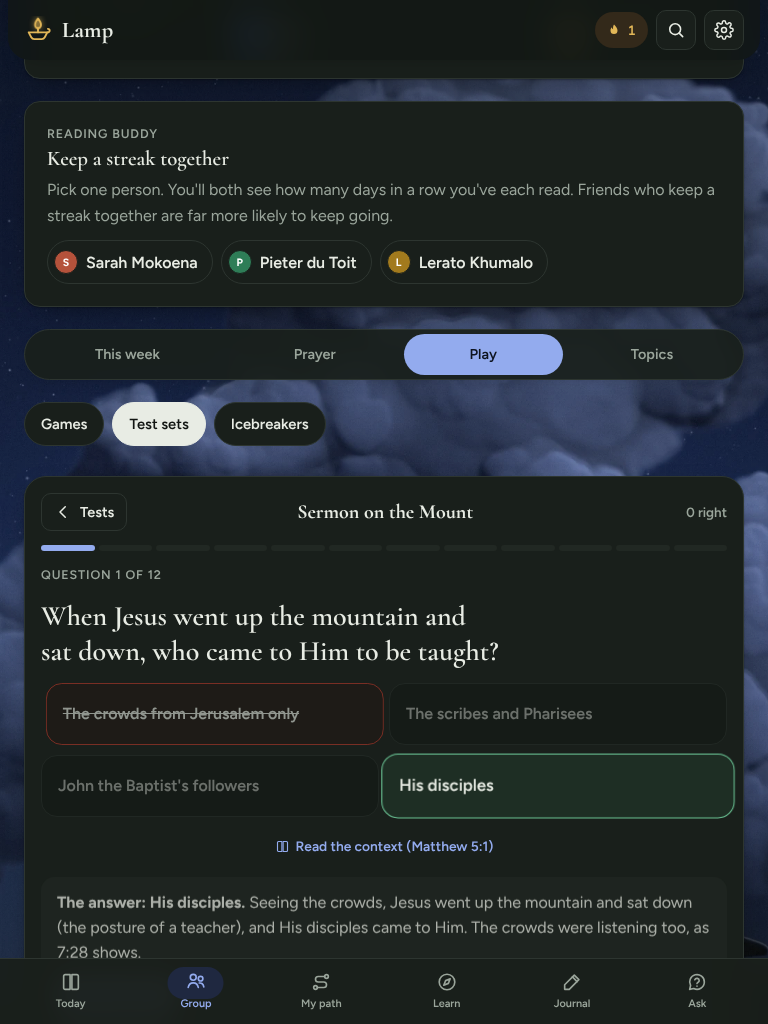 Lamp
1
READING BUDDY
Keep a streak together
Pick one person. You'll both see how many days in a row you've each read. Friends who keep a
streak together are far more likely to keep going.
S Sarah Mokoena P Pieter du Toit L Lerato Khumalo
This week Prayer Play Topics
Games Test sets Icebreakers
Tests Sermon on the Mount 0 right
QUESTION 1 OF 12
When Jesus went up the mountain and
sat down, who came to Him to be taught?
The crowds from Jerusalem only The scribes and Pharisees
John the Baptist's followers His disciples
Read the context (Matthew 5:1)
The answer: His disciples. Seeing the crowds, Jesus went up the mountain and sat down
(the posture of a teacher), and His disciples came to Him. The crowds were listening too, as
7:28 shows.
Today Group My path Learn Journal Ask